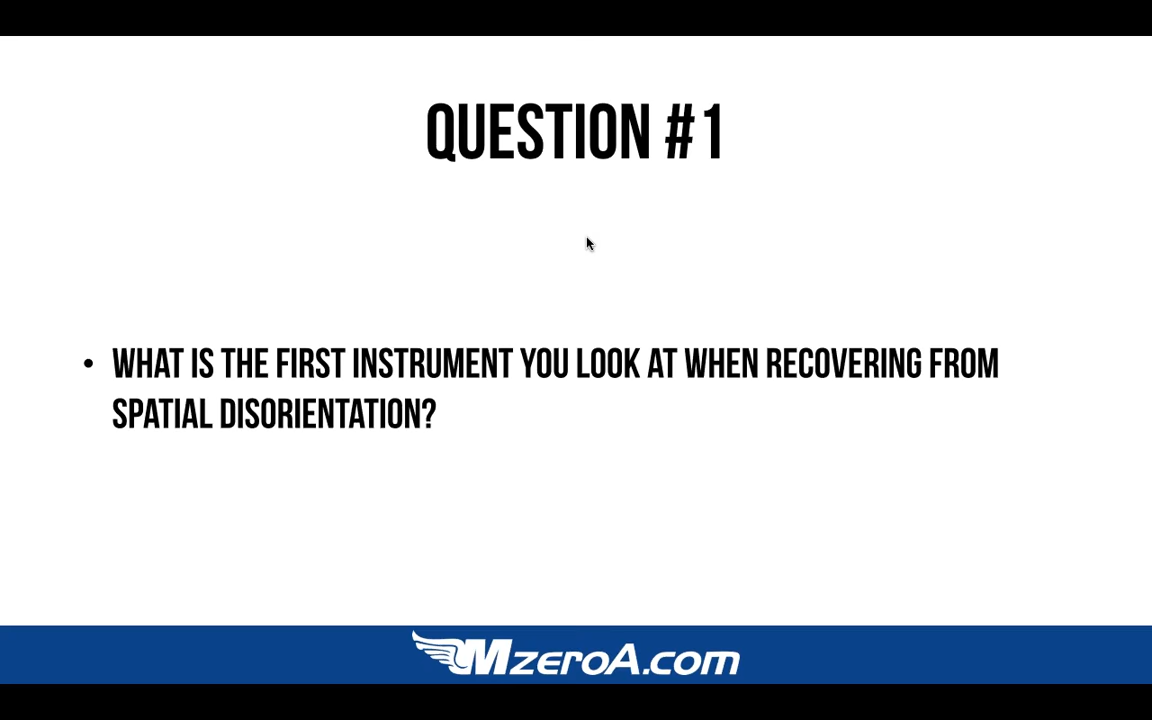 QUESTION #1
• WHAT IS THE FIRST INSTRUMENT YOU LOOK AT WHEN RECOVERING FROM
SPATIAL DISORIENTATION?
MzeroA.com